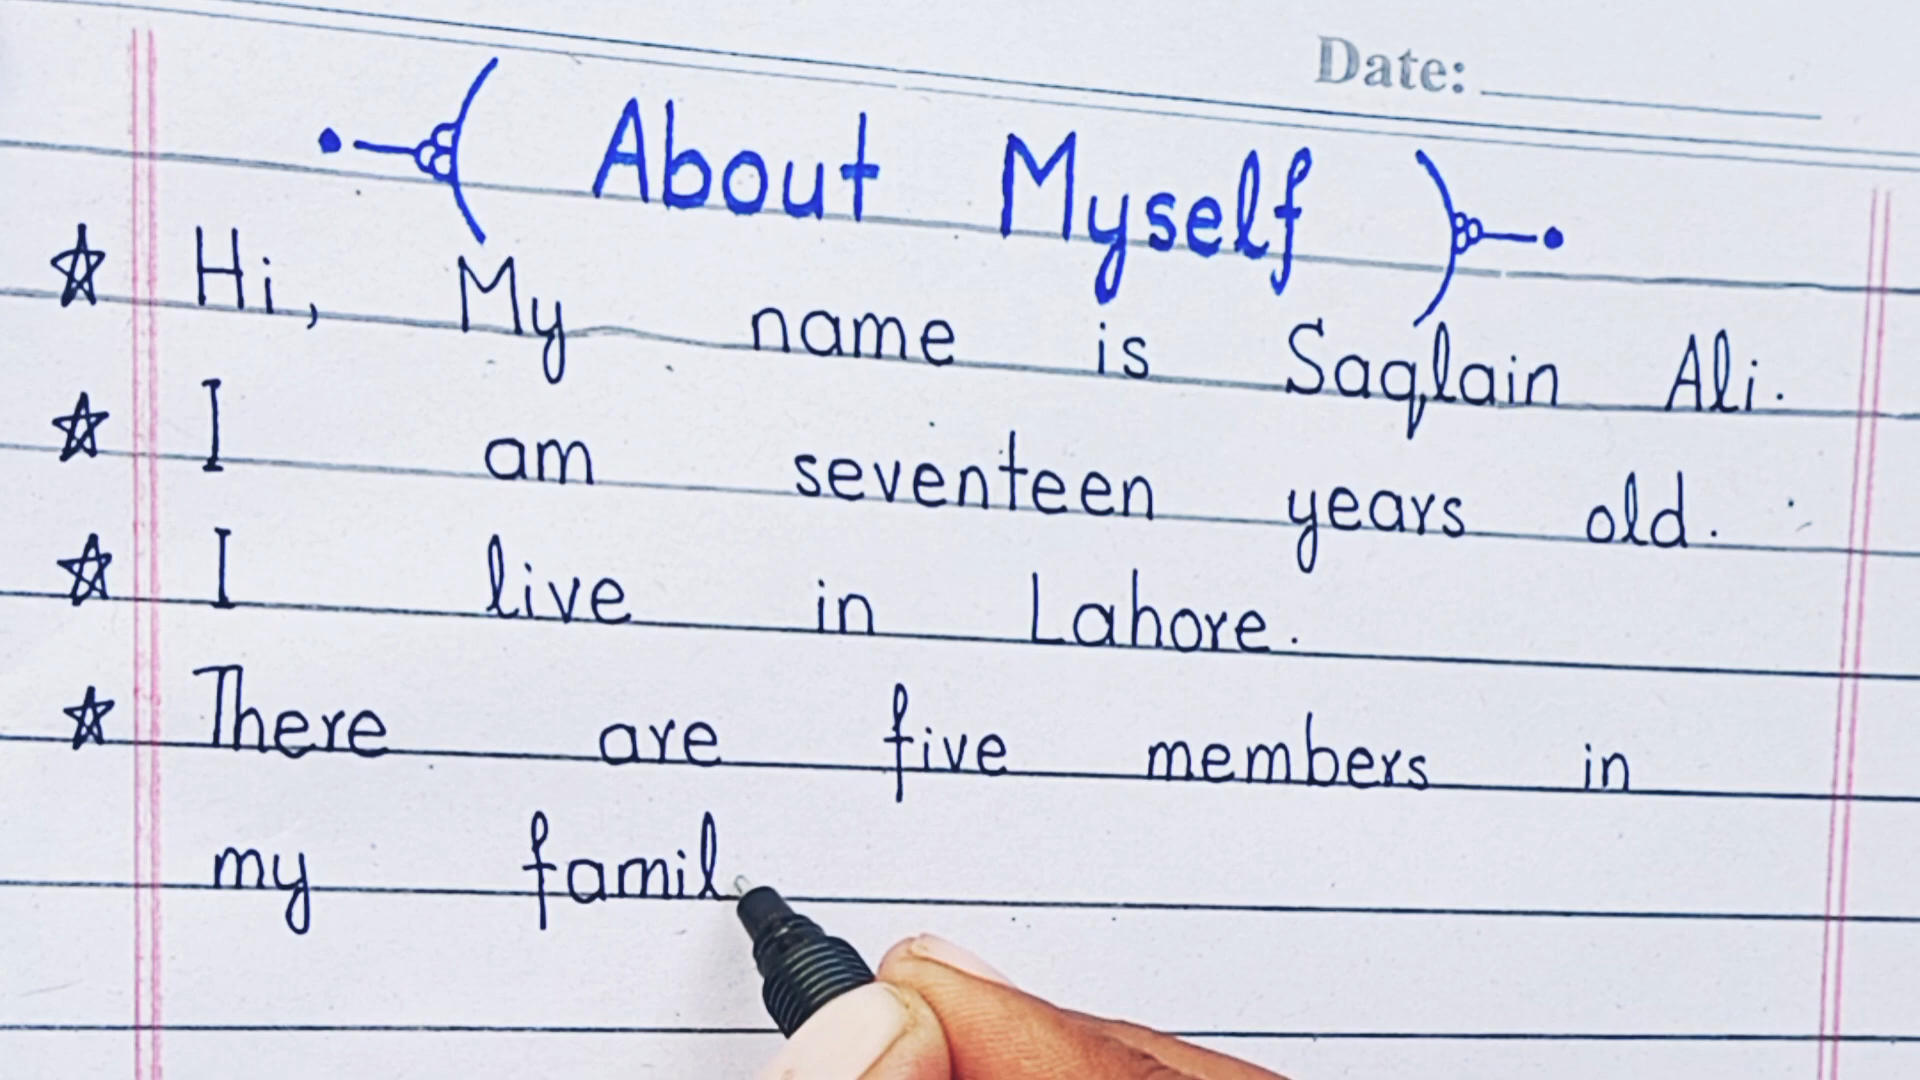 Date:
About Myself
Hi, My name is Saqlain Ali.
I am seventeen years old.
I live in Lahore.
There are five members in
my famil